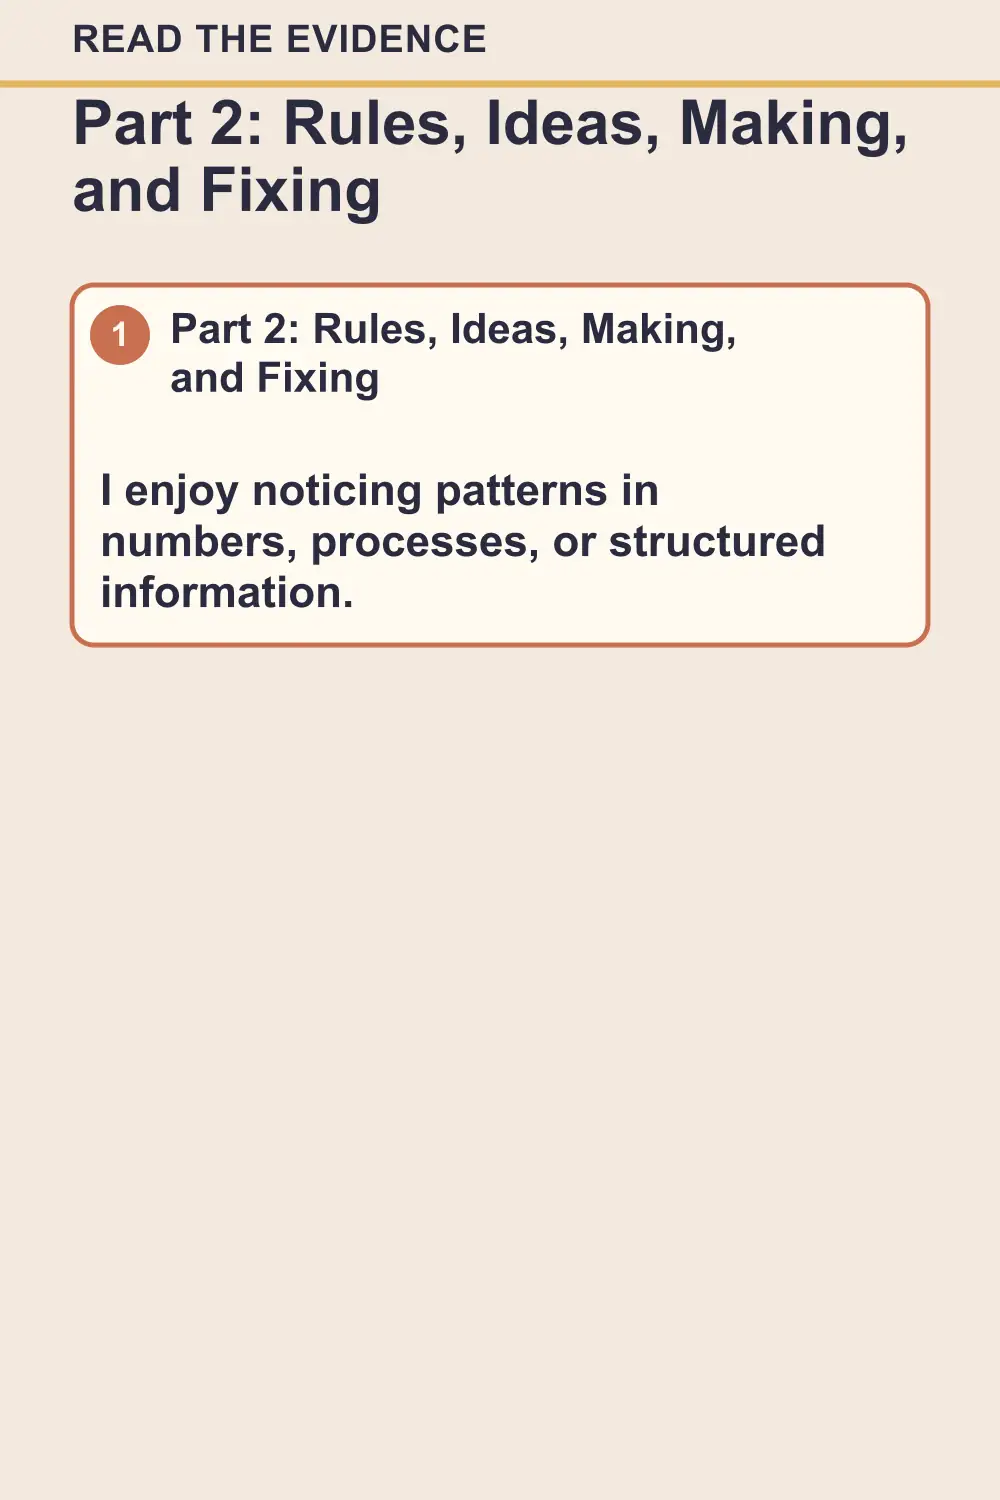 READ THE EVIDENCE
Part 2: Rules, Ideas, Making,
and Fixing
1
Part 2: Rules, Ideas, Making,
and Fixing
I enjoy noticing patterns in
numbers, processes, or structured
information.